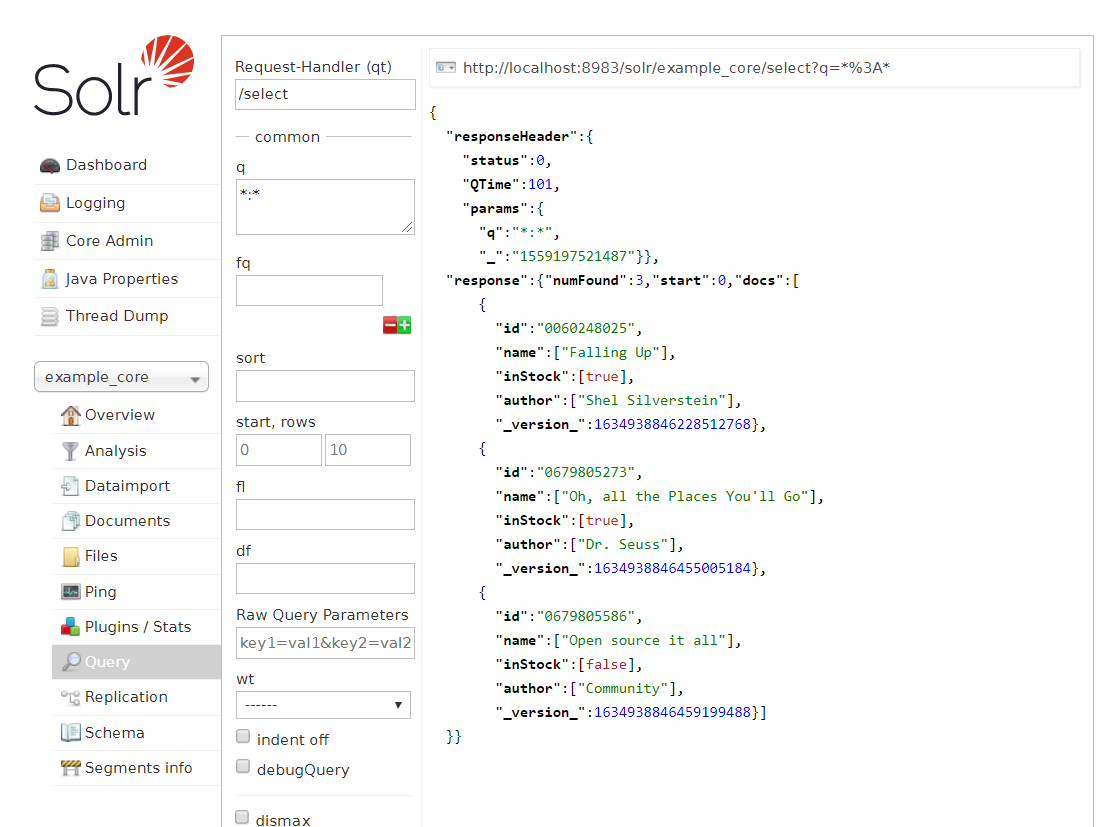 Solr
Dashboard
Logging
Core Admin
Java Properties
Thread Dump
example_core
Overview
Analysis
Dataimport
Documents
Files
Ping
Plugins / Stats
Query
Replication
Schema
Segments info
Request-Handler (qt)
/select
common
q
*:*
fq
sort
start, rows
0 10
fl
df
Raw Query Parameters
key1=val1&key2=val2
wt
------
indent off
debugQuery
dismax
http://localhost:8983/solr/example_core/select?q=*%3A*
{
"responseHeader":{
"status":0,
"QTime":101,
"params":{
"q":"*:*",
"_":"1559197521487"}},
"response":{"numFound":3,"start":0,"docs":[
{
"id":"0060248025",
"name":["Falling Up"],
"inStock":[true],
"author":["Shel Silverstein"],
"_version_":1634938846228512768},
{
"id":"0679805273",
"name":["Oh, all the Places You'll Go"],
"inStock":[true],
"author":["Dr. Seuss"],
"_version_":1634938846455005184},
{
"id":"0679805586",
"name":["Open source it all"],
"inStock":[false],
"author":["Community"],
"_version_":1634938846459199488}]
}}